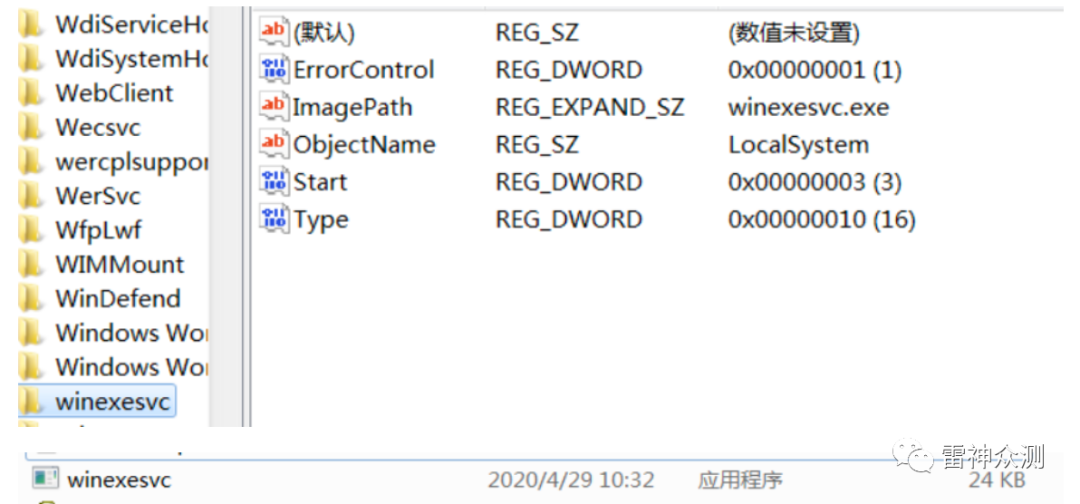 WdiServiceHo
WdiSystemHo
WebClient
Wecsvc
wercplsuppor
WerSvc
WfpLwf
WIMMount
WinDefend
Windows Wo
Windows Wo
winexesvc
(默认) REG_SZ (数值未设置)
ErrorControl REG_DWORD 0x00000001 (1)
ImagePath REG_EXPAND_SZ winexesvc.exe
ObjectName REG_SZ LocalSystem
Start REG_DWORD 0x00000003 (3)
Type REG_DWORD 0x00000010 (16)
雷神众测
winexesvc 2020/4/29 10:32 应用程序 24 KB